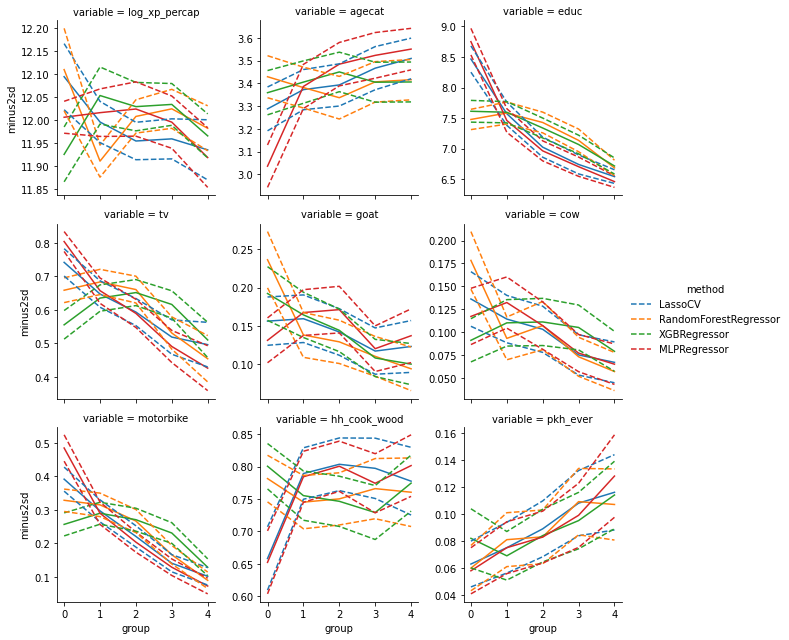 variable = log_xp_percap
variable = agecat
variable = educ
12.20
12.15
12.10
12.05
12.00
11.95
11.90
11.85
minus2sd
3.6
3.5
3.4
3.3
3.2
3.1
3.0
9.0
8.5
8.0
7.5
7.0
6.5
variable = tv
variable = goat
variable = cow
0.8
0.7
0.6
0.5
0.4
minus2sd
0.25
0.20
0.15
0.10
0.200
0.175
0.150
0.125
0.100
0.075
0.050
method
LassoCV
RandomForestRegressor
XGBRegressor
MLPRegressor
variable = motorbike
variable = hh_cook_wood
variable = pkh_ever
0.5
0.4
0.3
0.2
0.1
minus2sd
0.85
0.80
0.75
0.70
0.65
0.60
0.16
0.14
0.12
0.10
0.08
0.06
0.04
0 1 2 3 4
0 1 2 3 4
0 1 2 3 4
group
group
group